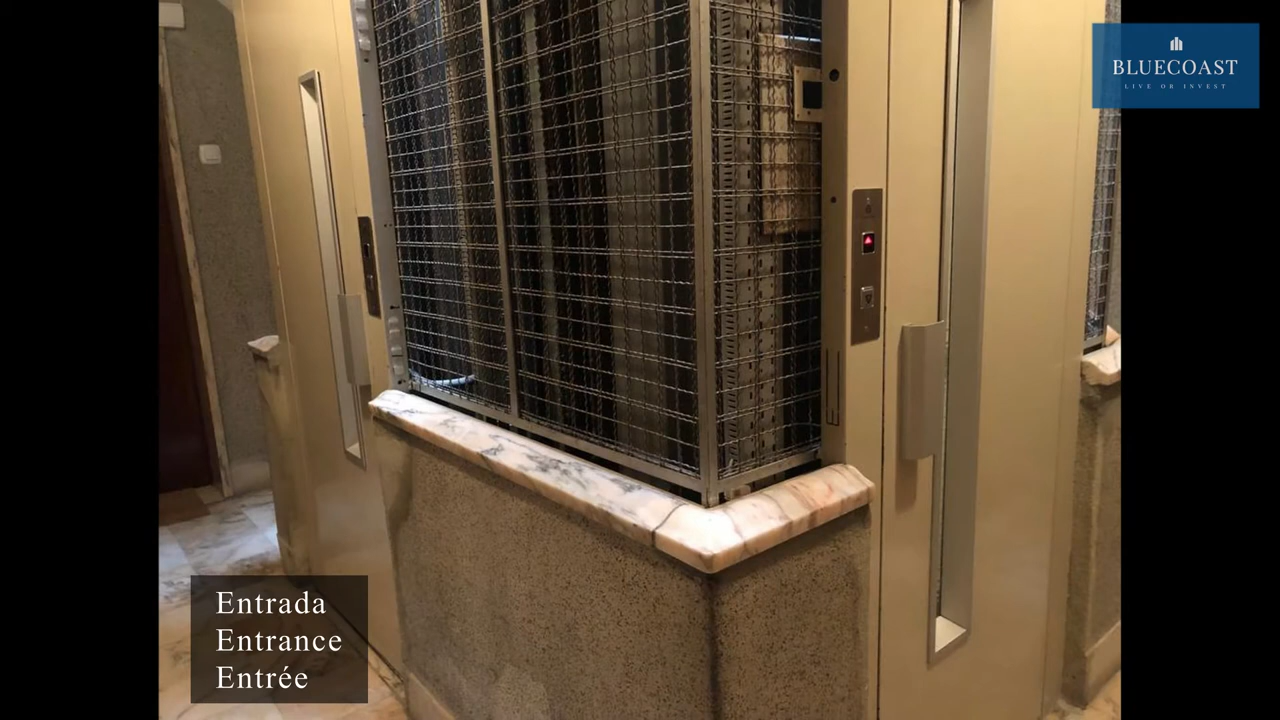 BLUECOAST
LIVE OR INVEST
Entrada
Entrance
Entrée